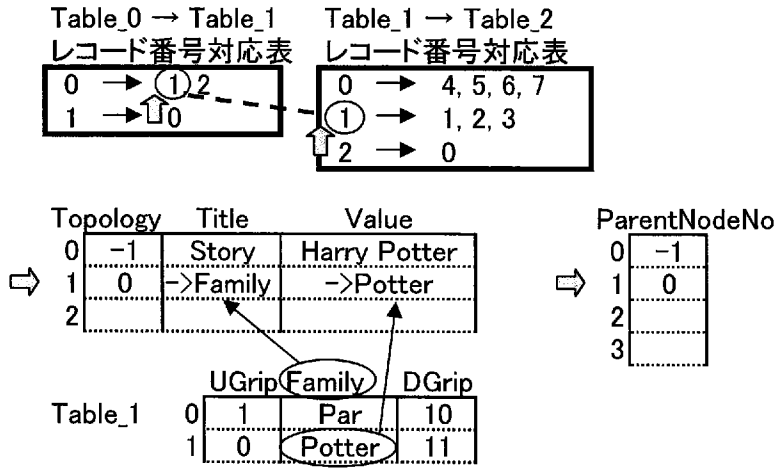 Table_0 → Table_1
レコード番号対応表
0 → 1, 2
1 → 0
Table_1 → Table_2
レコード番号対応表
0 → 4, 5, 6, 7
1 → 1, 2, 3
2 → 0
Topology Title Value
0 -1 Story Harry Potter
1 0 ->Family ->Potter
2
ParentNodeNo
0 -1
1 0
2
3
UGrip Family DGrip
Table_1 0 1 Par 10
1 0 Potter 11